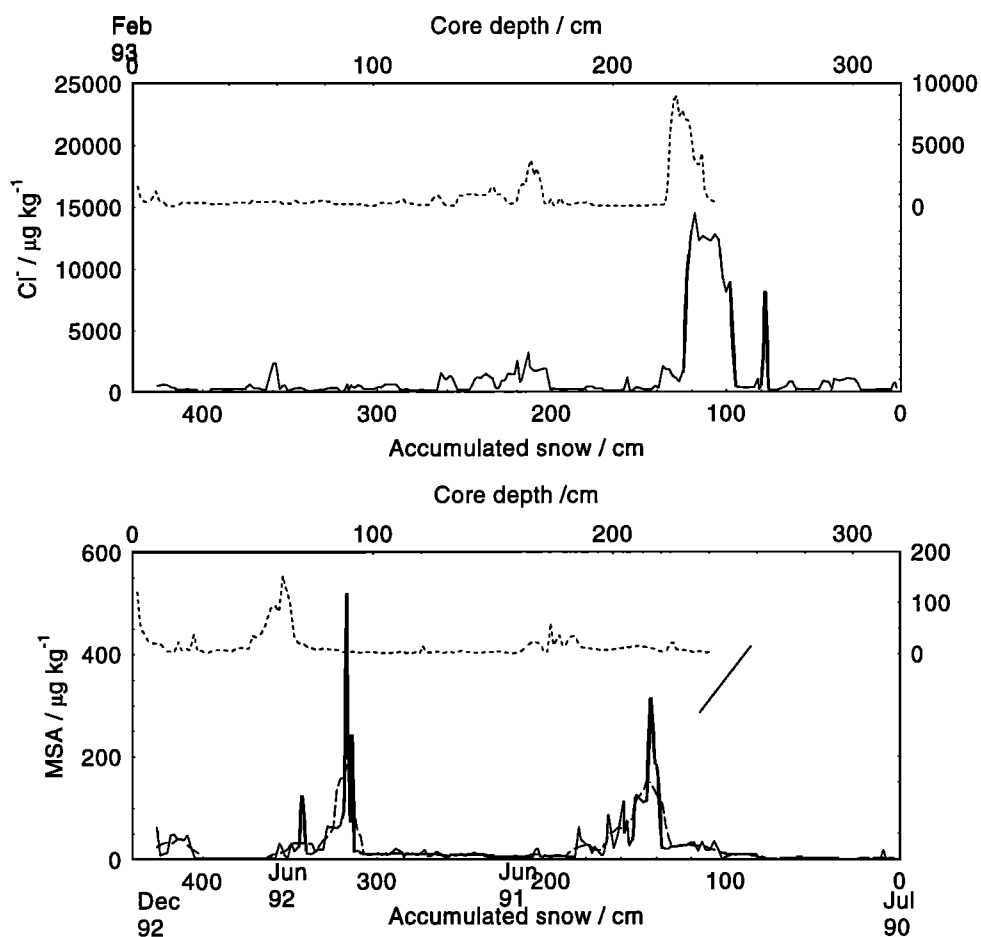 Feb
93
Core depth / cm
0 100 200 300
25000 10000
20000 5000
15000 0
10000
5000
0
Cl⁻ / μg kg⁻¹
400 300 200 100 0
Accumulated snow / cm
Core depth /cm
0 100 200 300
600 200
100
400 0
200
0
MSA / μg kg⁻¹
400 300 200 100 0
Jun
92
Jun
91
Dec
92
Jul
90
Accumulated snow / cm